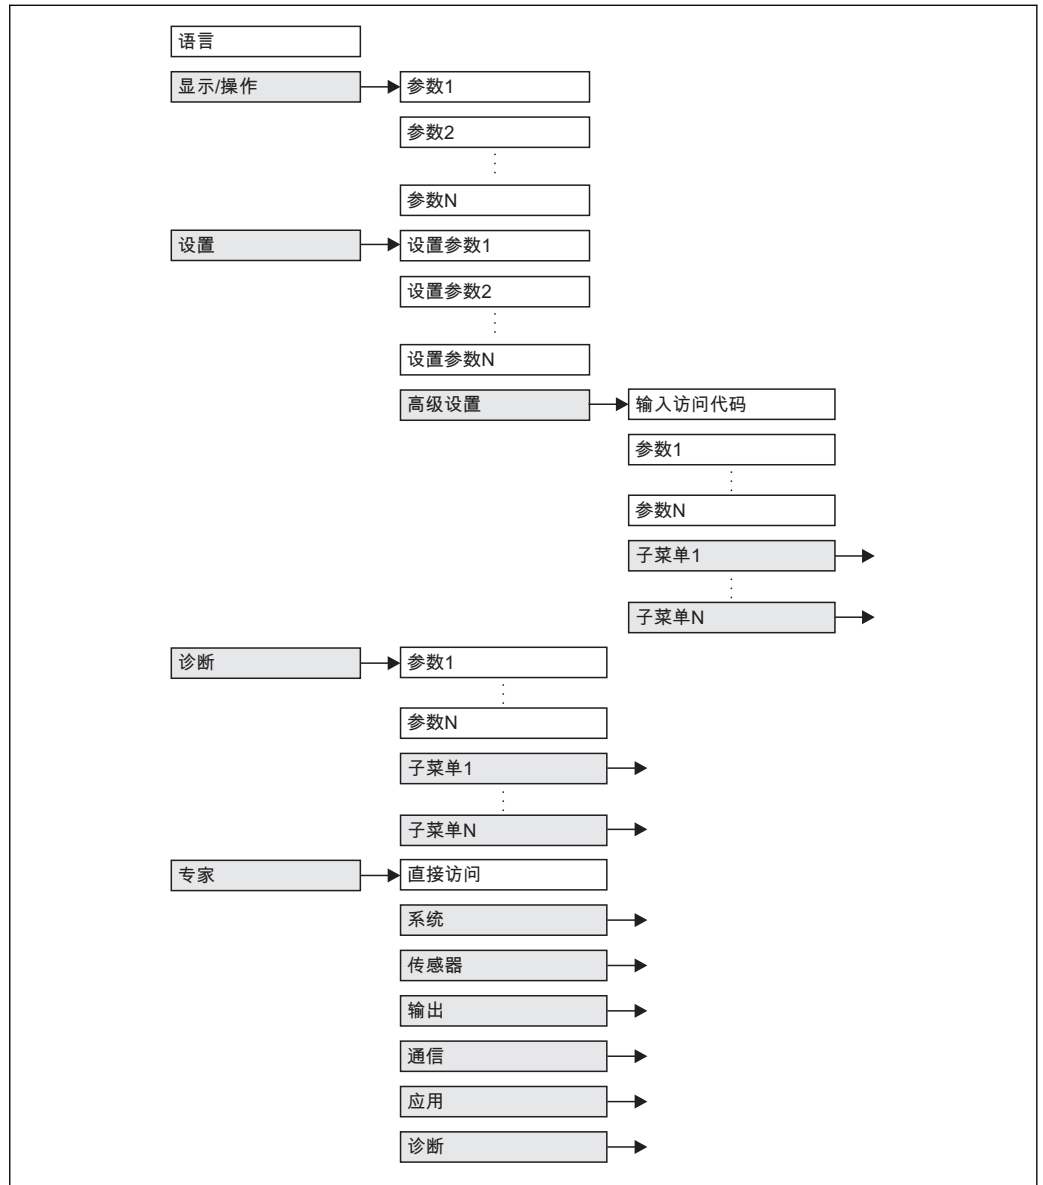 语言
显示/操作
参数1
参数2
参数N
设置
设置参数1
设置参数2
设置参数N
高级设置
输入访问代码
参数1
参数N
子菜单1
子菜单N
诊断
参数1
参数N
子菜单1
子菜单N
专家
直接访问
系统
传感器
输出
通信
应用
诊断